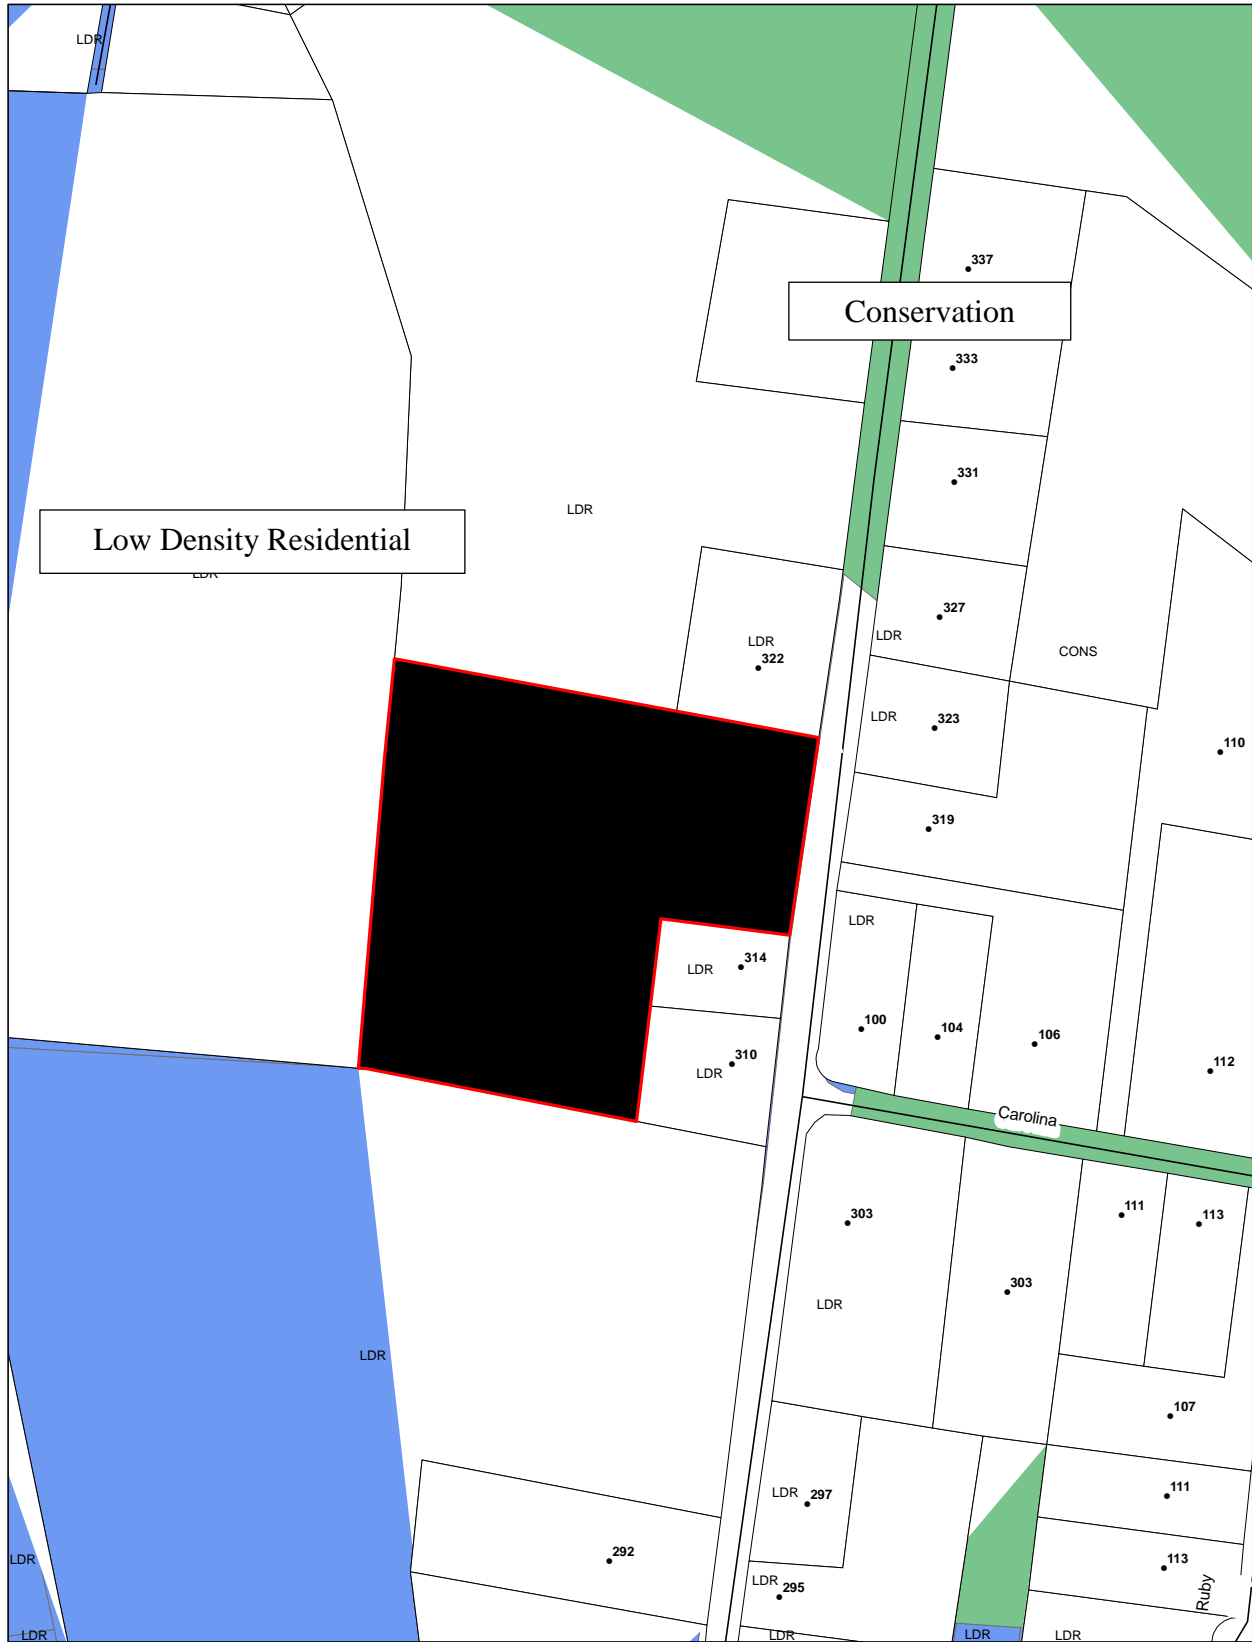 LDR
337
Conservation
333
331
LDR
Low Density Residential
LDR
327
LDR
LDR
322
CONS
LDR
323
110
319
LDR
314
LDR
100
104
106
310
LDR
112
Carolina
303
111
113
303
LDR
LDR
107
LDR
297
111
292
LDR
113
LDR
295
Ruby
LDR
LDR
LDR
LDR